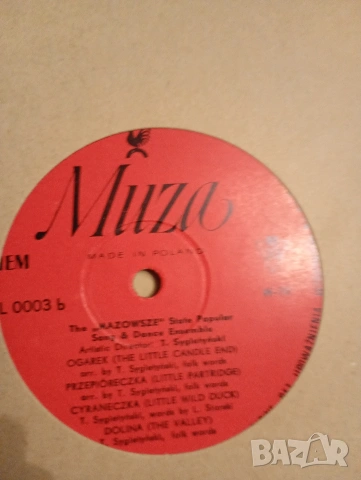 Muza
MADE IN POLAND
L 0003 b
The „MAZOWSZE" State Popular
Song & Dance Ensemble
Artistic Director: T. Sygietyński
OGAREK (THE LITTLE CANDLE END)
arr. by T. Sygietyński, folk words
PRZEPIÓRECZKA (LITTLE PARTRIDGE)
arr. by T. Sygietyński, folk words
CYRANECZKA (LITTLE WILD DUCK)
T. Sygietyński, words by
DOLINA (THE VALLEY)
T. Sygietyński, folk words
BAZAR.BG